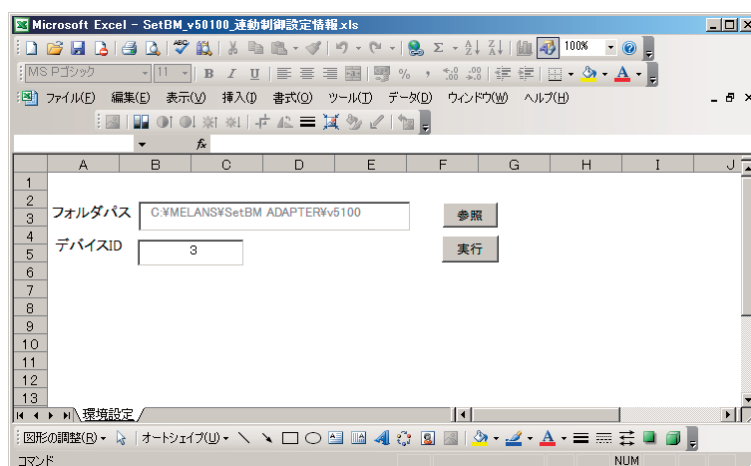 Microsoft Excel - SetBM_v50100_連動制御設定情報.xls
100%
MS Pゴシック 11 B I U
ファイル(F) 編集(E) 表示(V) 挿入(I) 書式(O) ツール(T) データ(D) ウィンドウ(W) ヘルプ(H)
fx
A B C D E F G H I J
1
2
フォルダパス C:¥MELANS¥SetBM ADAPTER¥v5100 参照
3
4
デバイスID 3 実行
5
6
7
8
9
10
11
12
13
環境設定
図形の調整(R) オートシェイプ(U)
コマンド NUM